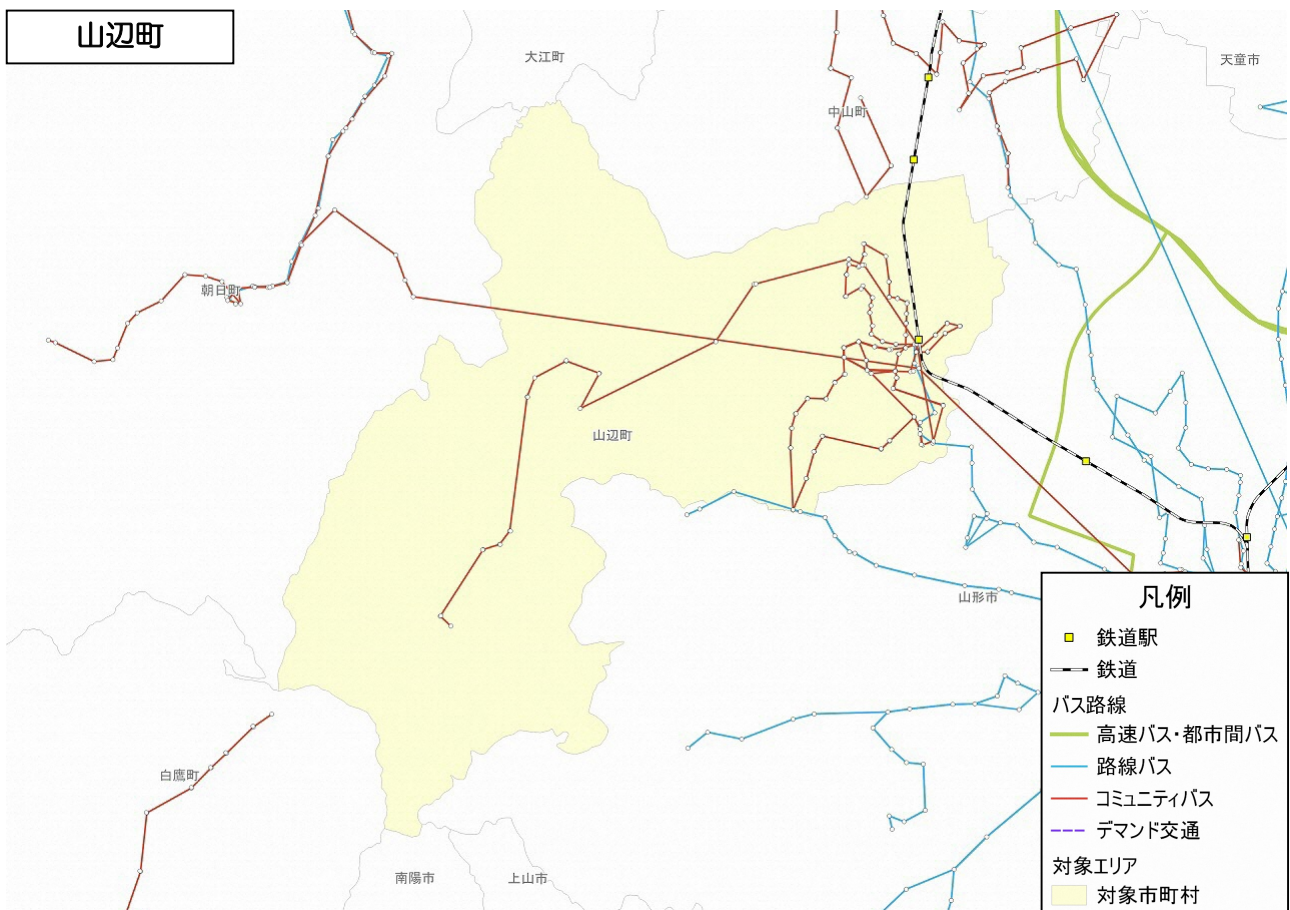 山辺町
大江町
天童市
中山町
朝日町
山辺町
山形市
白鷹町
南陽市
上山市
凡例
鉄道駅
鉄道
バス路線
高速バス・都市間バス
路線バス
コミュニティバス
デマンド交通
対象エリア
対象市町村